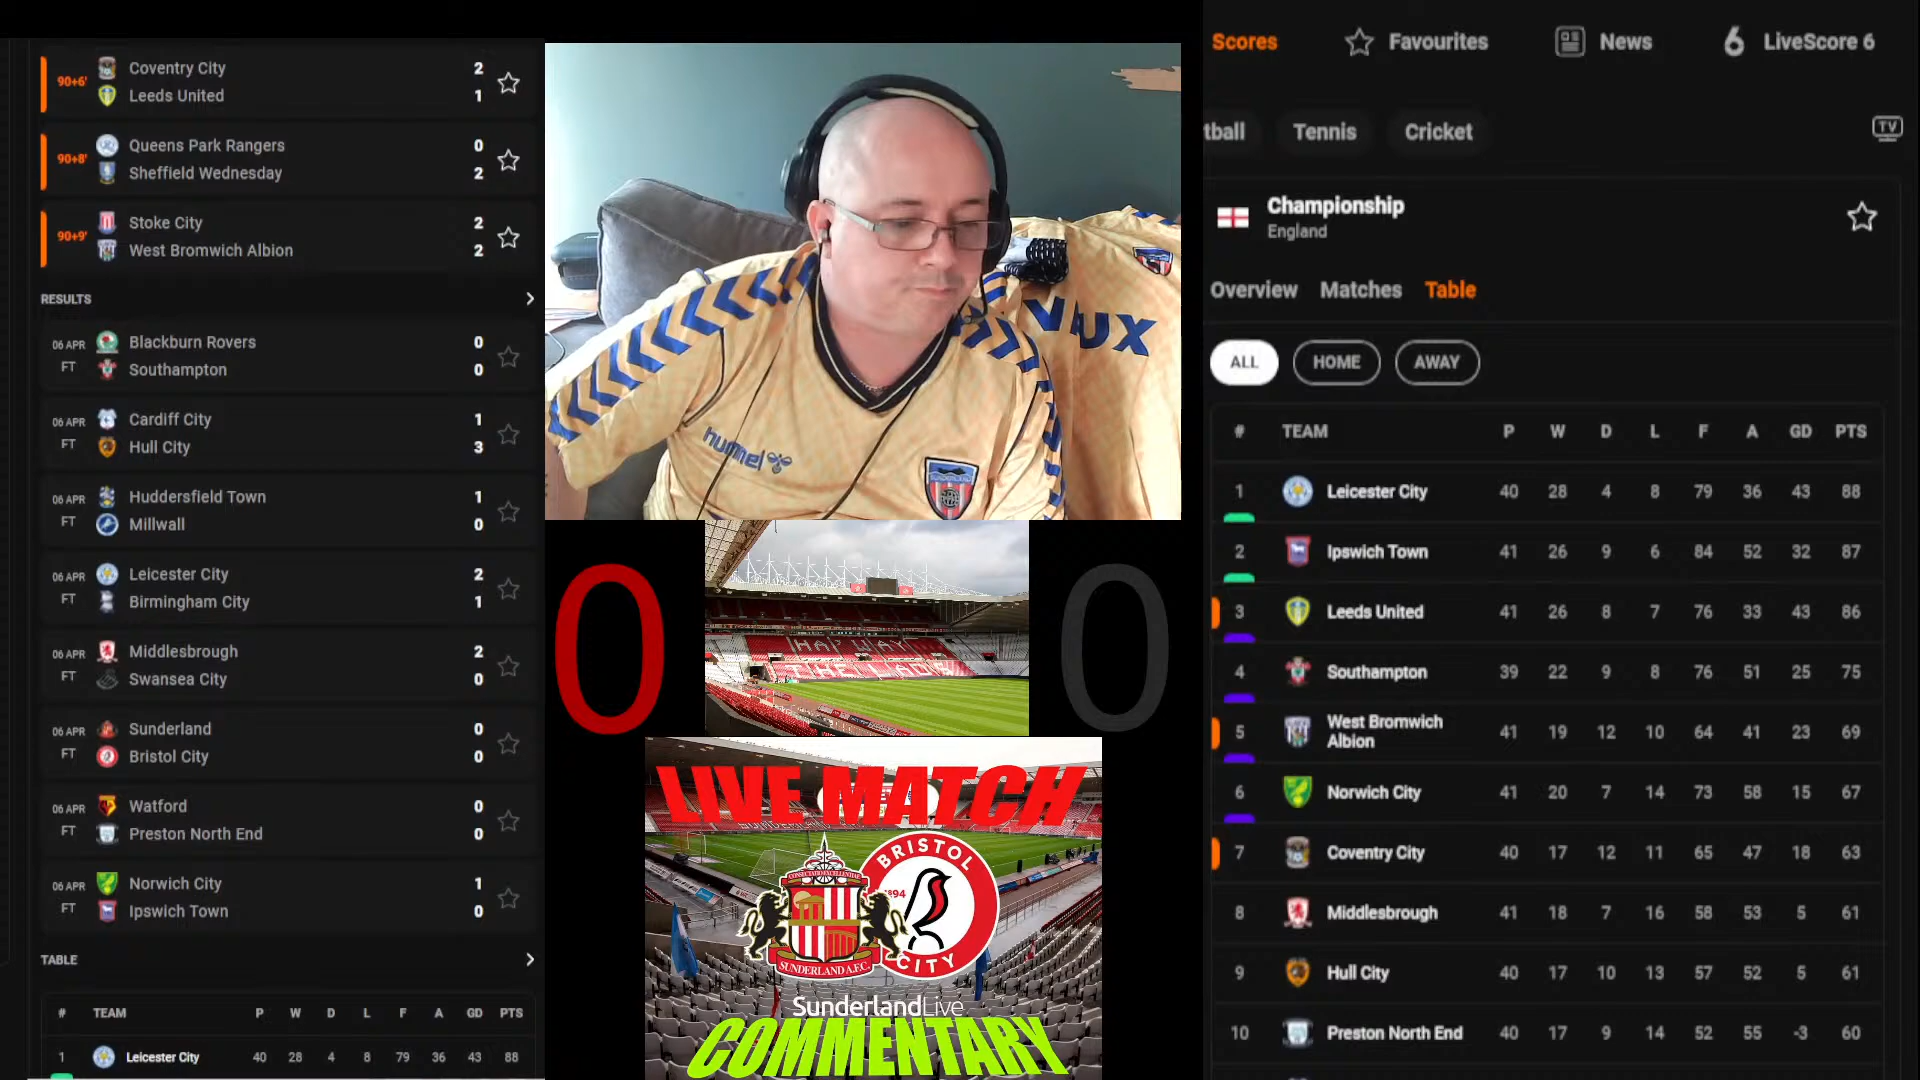 90+6'
Coventry City 2
Leeds United 1
90+8'
Queens Park Rangers 0
Sheffield Wednesday 2
90+9'
Stoke City 2
West Bromwich Albion 2
RESULTS
06 APR
FT
Blackburn Rovers 0
Southampton 0
06 APR
FT
Cardiff City 1
Hull City 3
06 APR
FT
Huddersfield Town 1
Millwall 0
06 APR
FT
Leicester City 2
Birmingham City 1
06 APR
FT
Middlesbrough 2
Swansea City 0
06 APR
FT
Sunderland 0
Bristol City 0
06 APR
FT
Watford 0
Preston North End 0
06 APR
FT
Norwich City 1
Ipswich Town 0
TABLE
# TEAM P W D L F A GD PTS
1 Leicester City 40 28 4 8 79 36 43 88
hummel
VAUX
0 0
HA'WAY
THE LADS
LIVE MATCH
BRISTOL
1894
CITY
CONSECTATIO EXCELLENTIAE
SUNDERLAND A.F.C
SunderlandLive
COMMENTARY
Scores Favourites News 6 LiveScore 6
tball Tennis Cricket TV
Championship
England
Overview Matches Table
ALL HOME AWAY
# TEAM P W D L F A GD PTS
1 Leicester City 40 28 4 8 79 36 43 88
2 Ipswich Town 41 26 9 6 84 52 32 87
3 Leeds United 41 26 8 7 76 33 43 86
4 Southampton 39 22 9 8 76 51 25 75
5 West Bromwich Albion 41 19 12 10 64 41 23 69
6 Norwich City 41 20 7 14 73 58 15 67
7 Coventry City 40 17 12 11 65 47 18 63
8 Middlesbrough 41 18 7 16 58 53 5 61
9 Hull City 40 17 10 13 57 52 5 61
10 Preston North End 40 17 9 14 52 55 -3 60